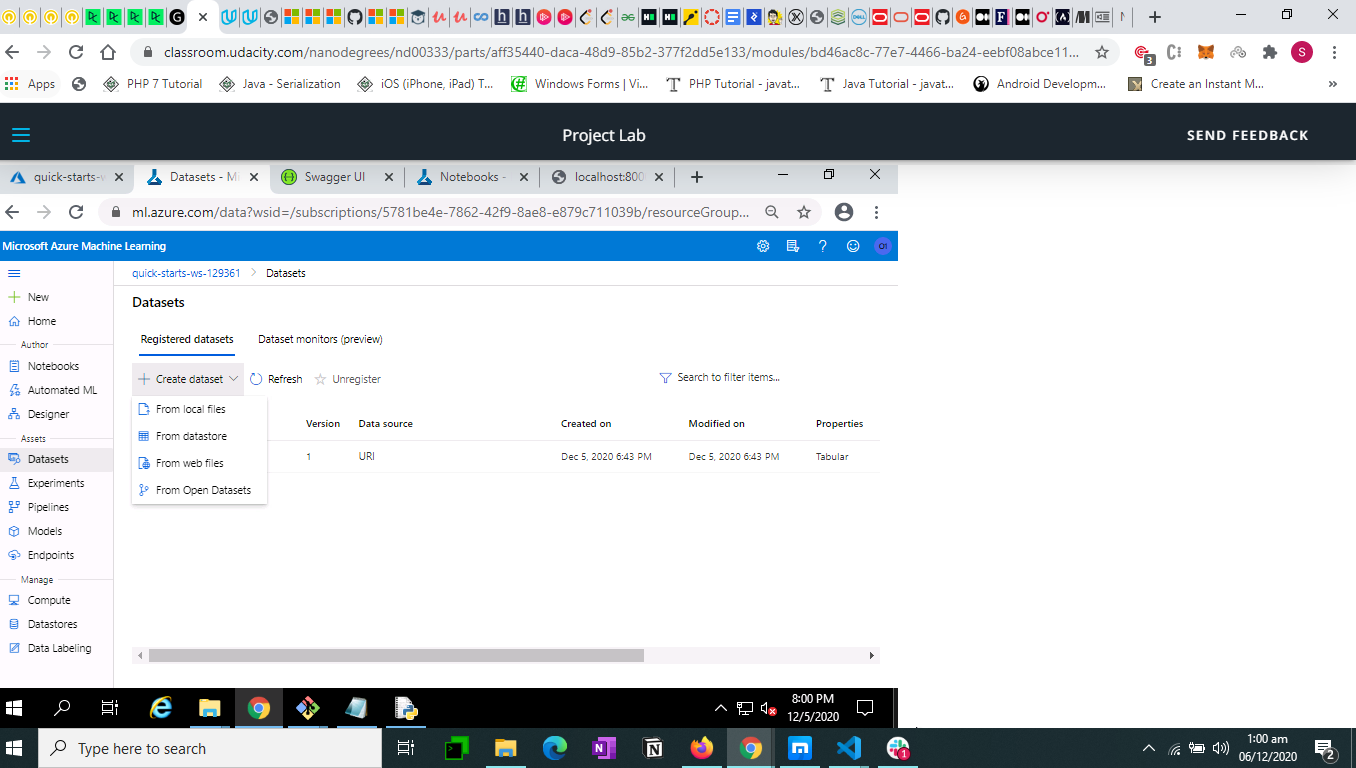 classroom.udacity.com/nanodegrees/nd00333/parts/aff35440-daca-48d9-85b2-377f2dd5e133/modules/bd46ac8c-77e7-4466-ba24-eebf08abce11...
3
S
Apps
PHP 7 Tutorial
Java - Serialization
iOS (iPhone, iPad) T...
Windows Forms | Vi...
PHP Tutorial - javat...
Java Tutorial - javat...
Android Developm...
Create an Instant M...
Project Lab
SEND FEEDBACK
quick-starts-w
Datasets - Mi
Swagger UI
Notebooks -
localhost:800
ml.azure.com/data?wsid=/subscriptions/5781be4e-7862-42f9-8ae8-e879c711039b/resourceGroup...
Microsoft Azure Machine Learning
quick-starts-ws-129361 > Datasets
New
Home
Author
Notebooks
Automated ML
Designer
Assets
Datasets
Experiments
Pipelines
Models
Endpoints
Manage
Compute
Datastores
Data Labeling
Datasets
Registered datasets
Dataset monitors (preview)
Create dataset
Refresh
Unregister
Search to filter items...
From local files
From datastore
From web files
From Open Datasets
Version Data source Created on Modified on Properties
1 URI Dec 5, 2020 6:43 PM Dec 5, 2020 6:43 PM Tabular
8:00 PM
12/5/2020
Type here to search
1
1:00 am
06/12/2020
2